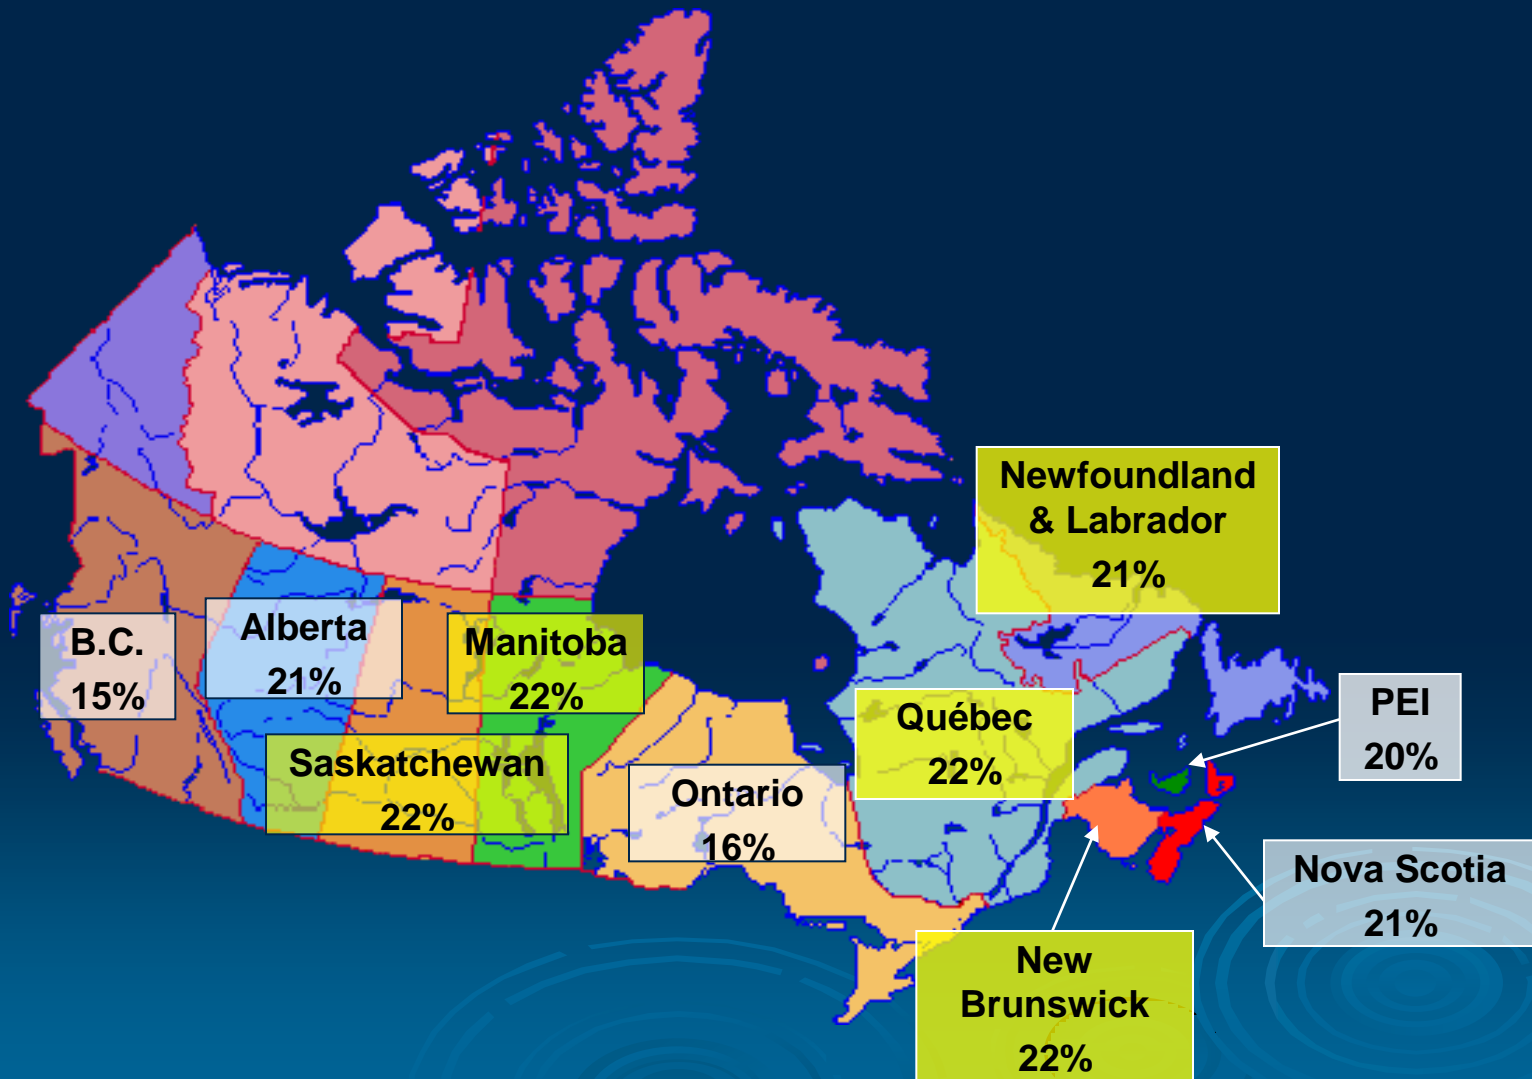 Newfoundland
& Labrador
21%
B.C.
15%
Alberta
21%
Manitoba
22%
Saskatchewan
22%
Ontario
16%
Québec
22%
PEI
20%
Nova Scotia
21%
New
Brunswick
22%